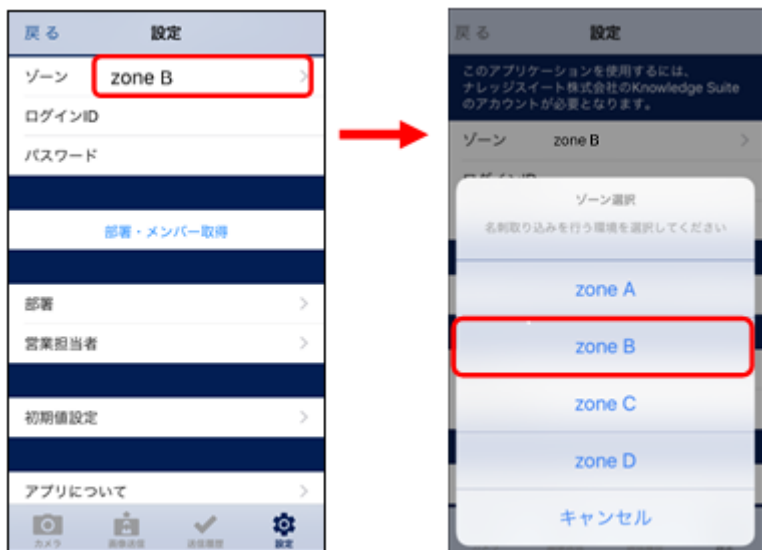 戻る 設定
ゾーン zone B
ログインID
パスワード
部署・メンバー取得
部署
営業担当者
初期値設定
アプリについて
カメラ 画像送信 送信履歴 設定
戻る 設定
このアプリケーションを使用するには、
ナレッジスイート株式会社のKnowledge Suite
のアカウントが必要となります。
ゾーン zone B
ログインID
ゾーン選択
名刺取り込みを行う環境を選択してください
zone A
zone B
zone C
zone D
キャンセル